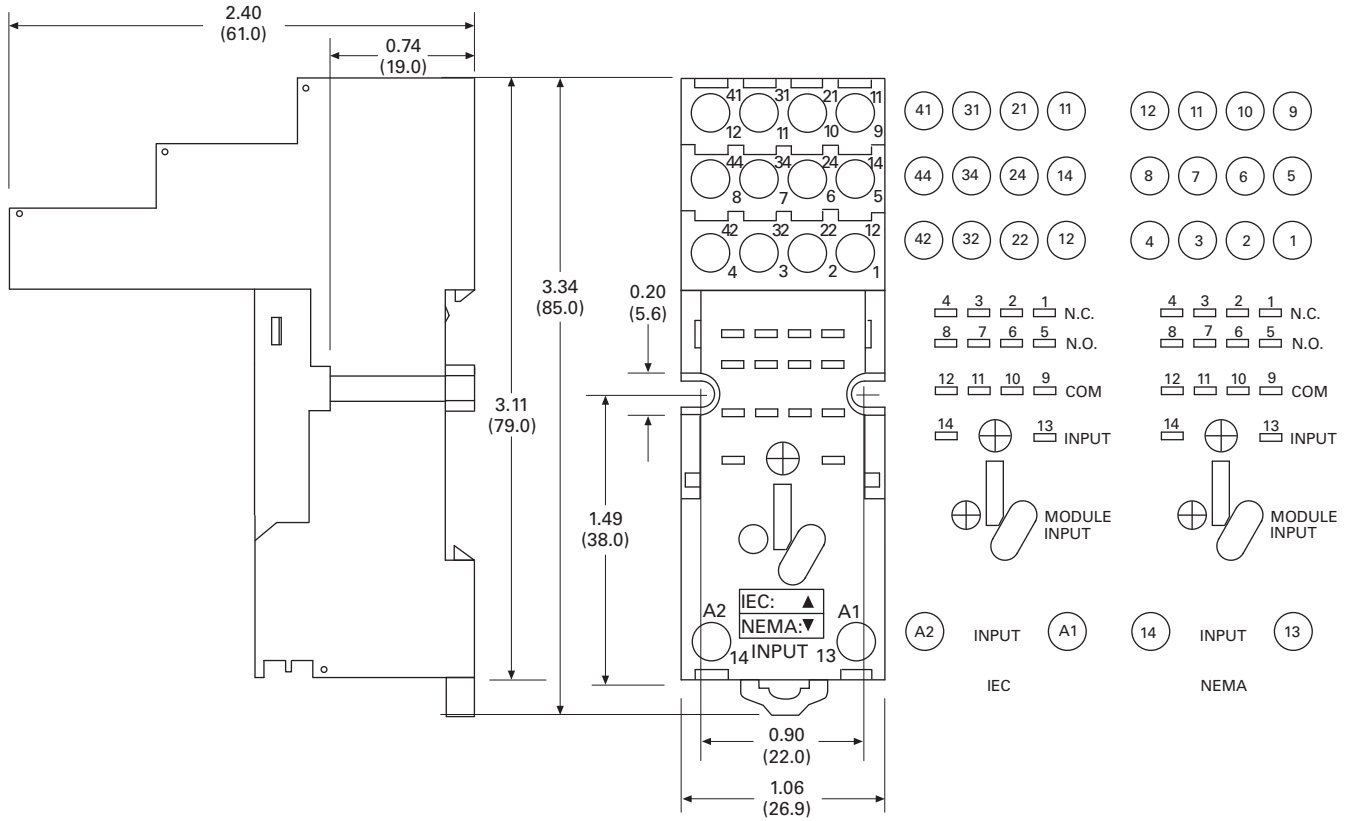 2.40
(61.0)
0.74
(19.0)
3.34
(85.0)
3.11
(79.0)
0.20
(5.6)
1.49
(38.0)
41 31 21 11
12 11 10 9
44 34 24 14
8 7 6 5
42 32 22 12
4 3 2 1
IEC: ▲
NEMA:▼
A2 A1
14 INPUT 13
0.90
(22.0)
1.06
(26.9)
41 31 21 11
44 34 24 14
42 32 22 12
4 3 2 1 N.C.
8 7 6 5 N.O.
12 11 10 9 COM
14 13 INPUT
MODULE
INPUT
A2 INPUT A1
IEC
12 11 10 9
8 7 6 5
4 3 2 1
4 3 2 1 N.C.
8 7 6 5 N.O.
12 11 10 9 COM
14 13 INPUT
MODULE
INPUT
14 INPUT 13
NEMA